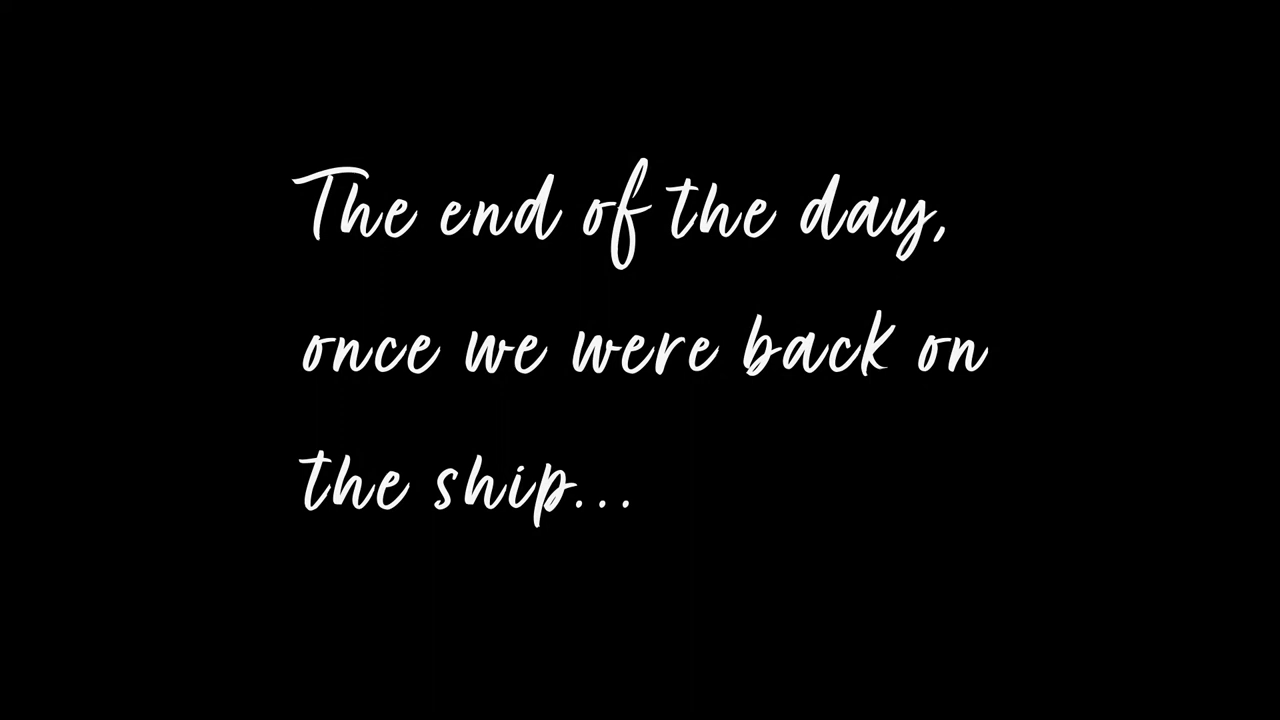 The end of the day,
once we were back on
the ship...